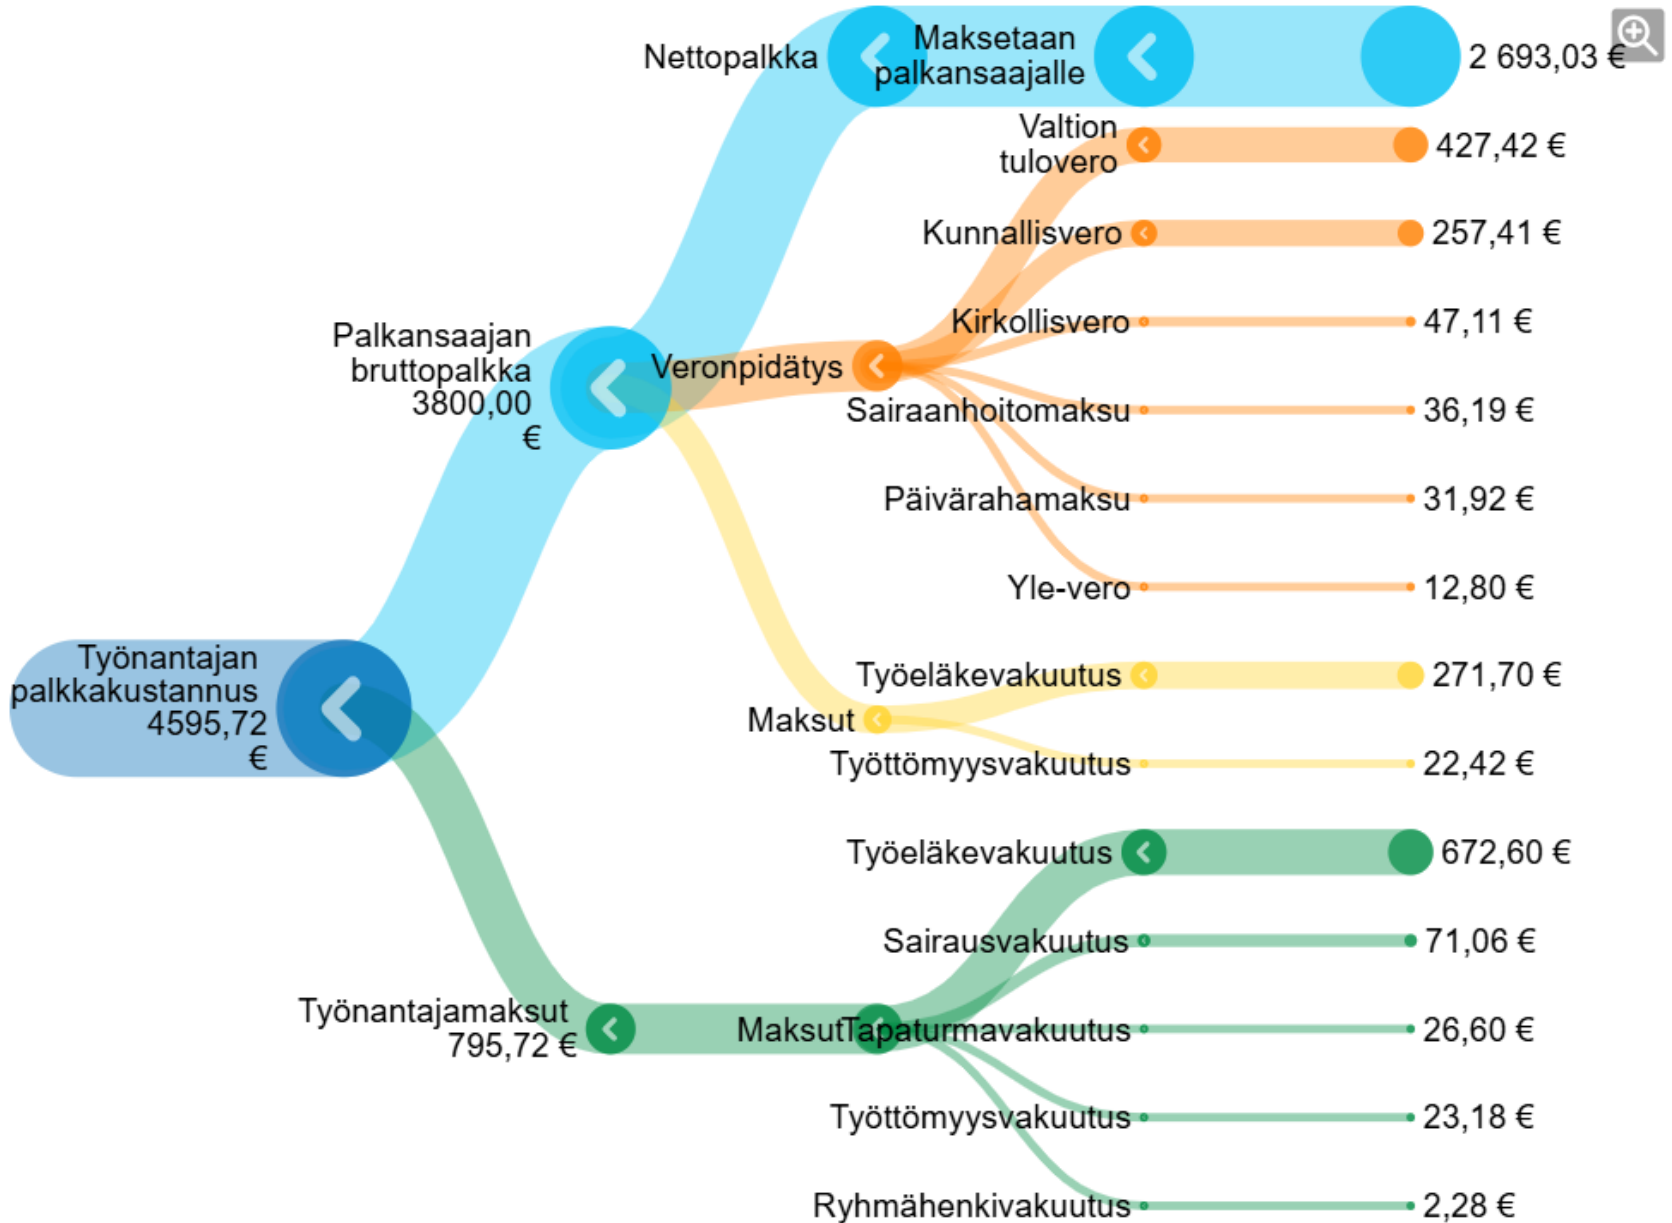 Nettopalkka
Maksetaan
palkansaajalle
2 693,03 €
Valtion
tulovero
427,42 €
Kunnallisvero
257,41 €
Kirkollisvero
47,11 €
Palkansaajan
bruttopalkka
3800,00
€
Veronpidätys
Sairaanhoitomaksu
36,19 €
Päivärahamaksu
31,92 €
Yle-vero
12,80 €
Työnantajan
palkkakustannus
4595,72
€
Työeläkevakuutus
271,70 €
Maksut
Työttömyysvakuutus
22,42 €
Työeläkevakuutus
672,60 €
Sairausvakuutus
71,06 €
Työnantajamaksut
795,72 €
Maksut
Tapaturmavakuutus
26,60 €
Työttömyysvakuutus
23,18 €
Ryhmähenkivakuutus
2,28 €